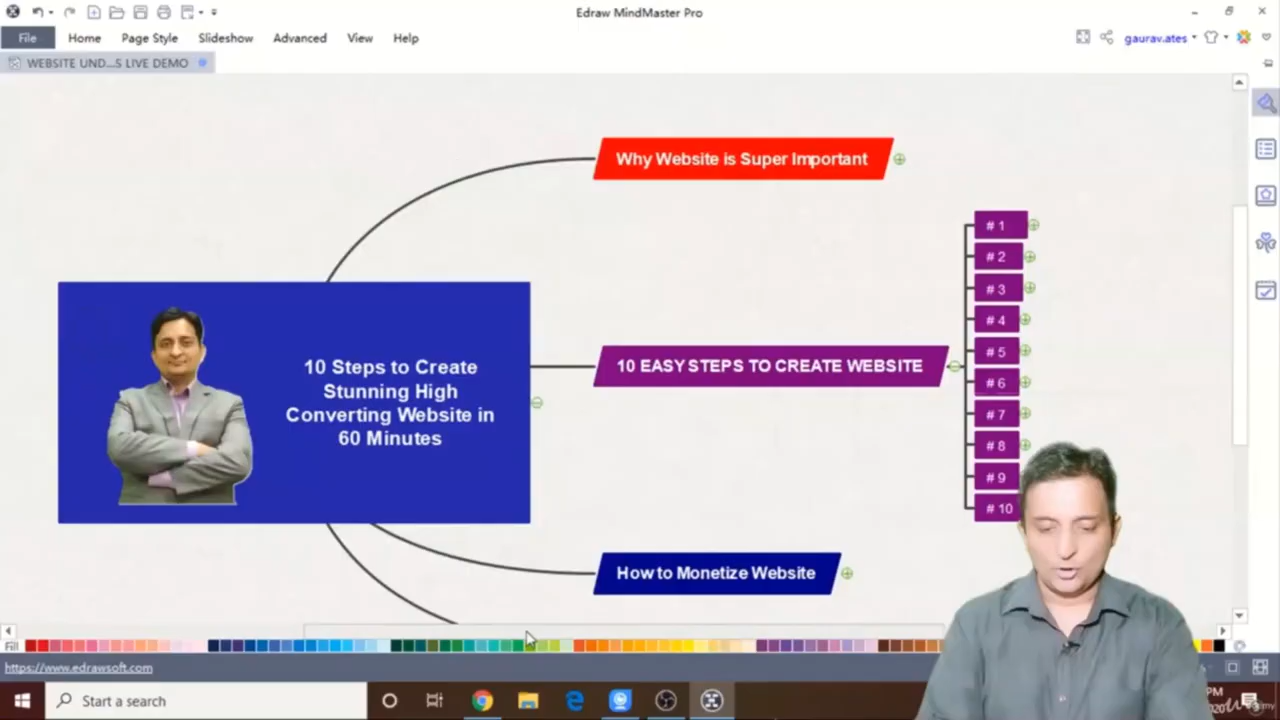 Edraw MindMaster Pro
File Home Page Style Slideshow Advanced View Help
gaurav.ates
WEBSITE UND...S LIVE DEMO
Why Website is Super Important
10 Steps to Create
Stunning High
Converting Website in
60 Minutes
10 EASY STEPS TO CREATE WEBSITE
# 1
# 2
# 3
# 4
# 5
# 6
# 7
# 8
# 9
# 10
How to Monetize Website
Fill
https://www.edrawsoft.com
Start a search
PM